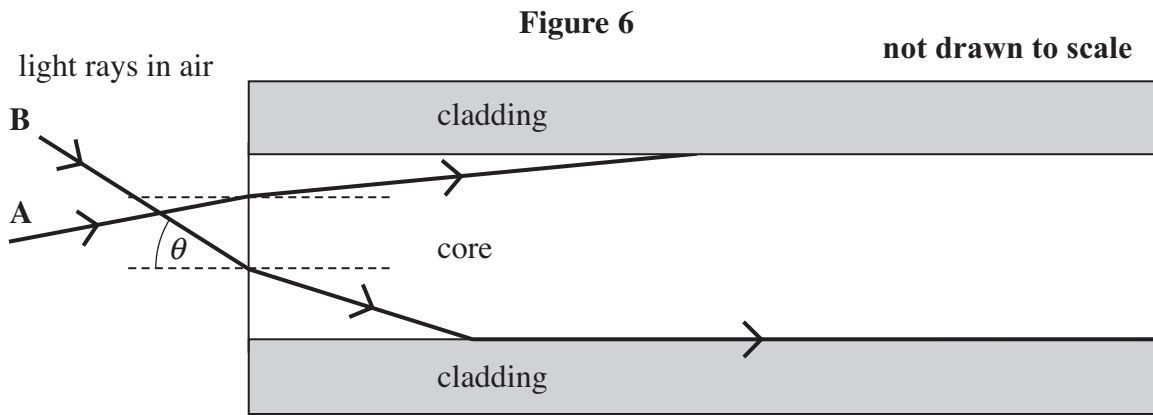 Figure 6
not drawn to scale
light rays in air
B
cladding
A
θ
core
cladding